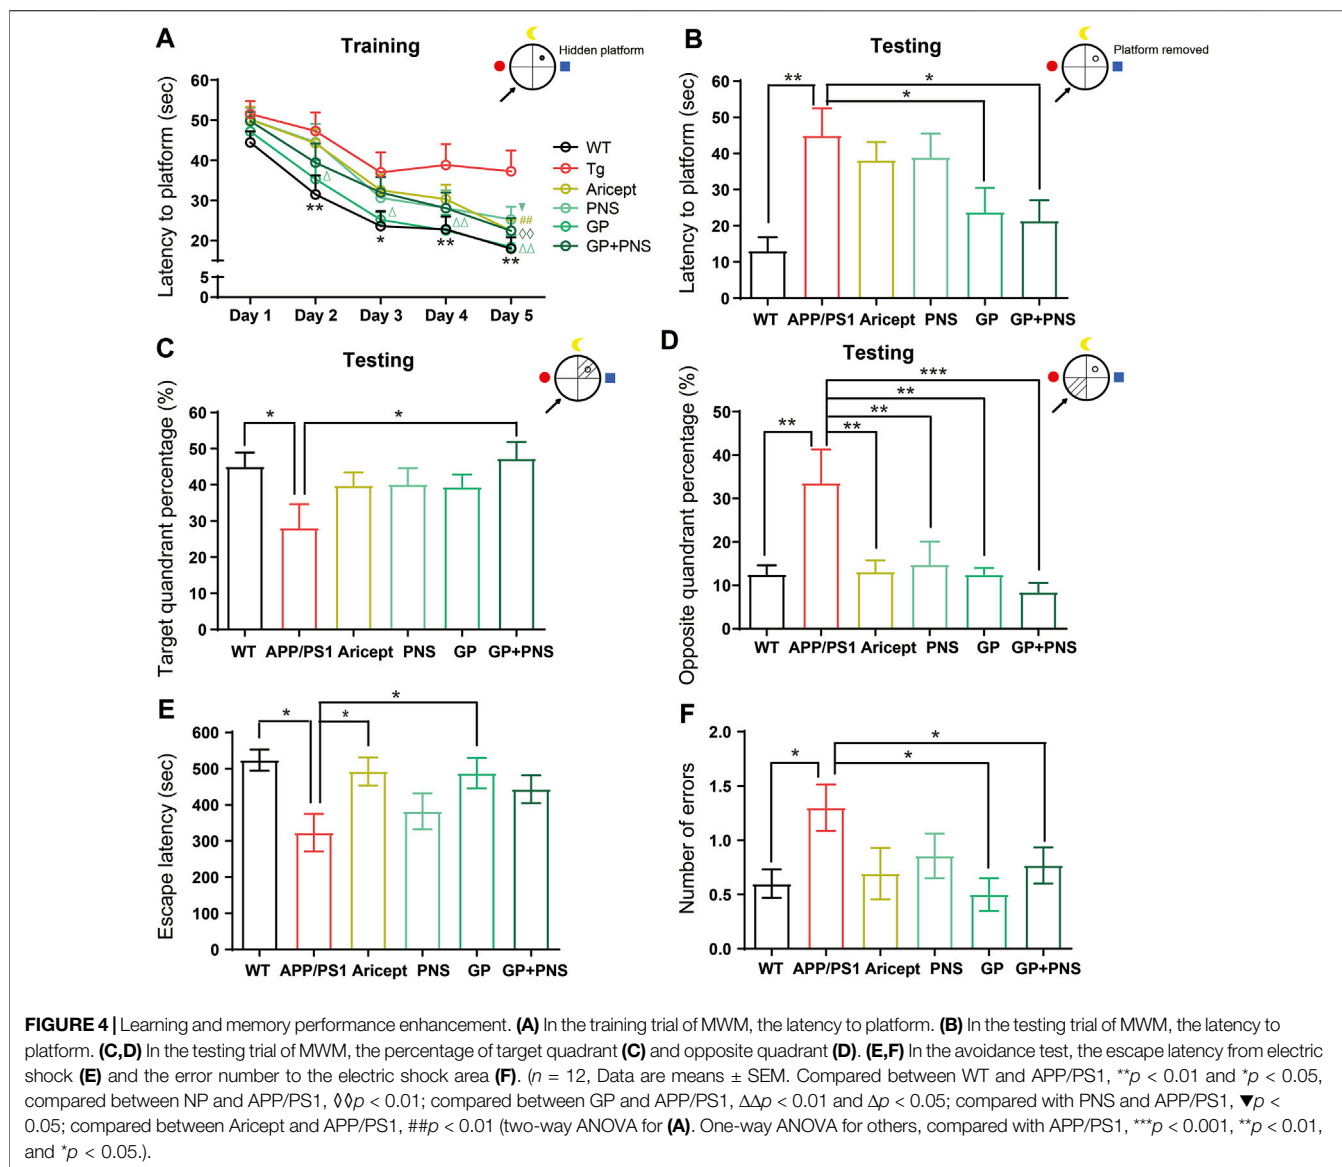 A
Training
Hidden platform
Latency to platform (sec)
60
50
40
30
20
5
0
Day 1 Day 2 Day 3 Day 4 Day 5
** * ** **
Δ Δ ΔΔ
▼
##
◊◊
ΔΔ
WT
Tg
Aricept
PNS
GP
GP+PNS
B
Testing
Platform removed
Latency to platform (sec)
60
50
40
30
20
10
0
** * *
WT APP/PS1 Aricept PNS GP GP+PNS
C
Testing
Target quandrant percentage (%)
60
50
40
30
20
10
0
* *
WT APP/PS1 Aricept PNS GP GP+PNS
D
Testing
Opposite quandrant percentage (%)
50
40
30
20
10
0
** ** ** ** ***
WT APP/PS1 Aricept PNS GP GP+PNS
E
Escape latency (sec)
600
500
400
300
200
100
0
* * *
WT APP/PS1 Aricept PNS GP GP+PNS
F
Number of errors
2.0
1.5
1.0
0.5
0.0
* * *
WT APP/PS1 Aricept PNS GP GP+PNS
FIGURE 4 | Learning and memory performance enhancement. (A) In the training trial of MWM, the latency to platform. (B) In the testing trial of MWM, the latency to
platform. (C,D) In the testing trial of MWM, the percentage of target quadrant (C) and opposite quadrant (D). (E,F) In the avoidance test, the escape latency from electric
shock (E) and the error number to the electric shock area (F). (n = 12, Data are means ± SEM. Compared between WT and APP/PS1, **p < 0.01 and *p < 0.05,
compared between NP and APP/PS1, ◊◊p < 0.01; compared between GP and APP/PS1, ΔΔp < 0.01 and Δp < 0.05; compared with PNS and APP/PS1, ▼p <
0.05; compared between Aricept and APP/PS1, ##p < 0.01 (two-way ANOVA for (A). One-way ANOVA for others, compared with APP/PS1, ***p < 0.001, **p < 0.01,
and *p < 0.05.).